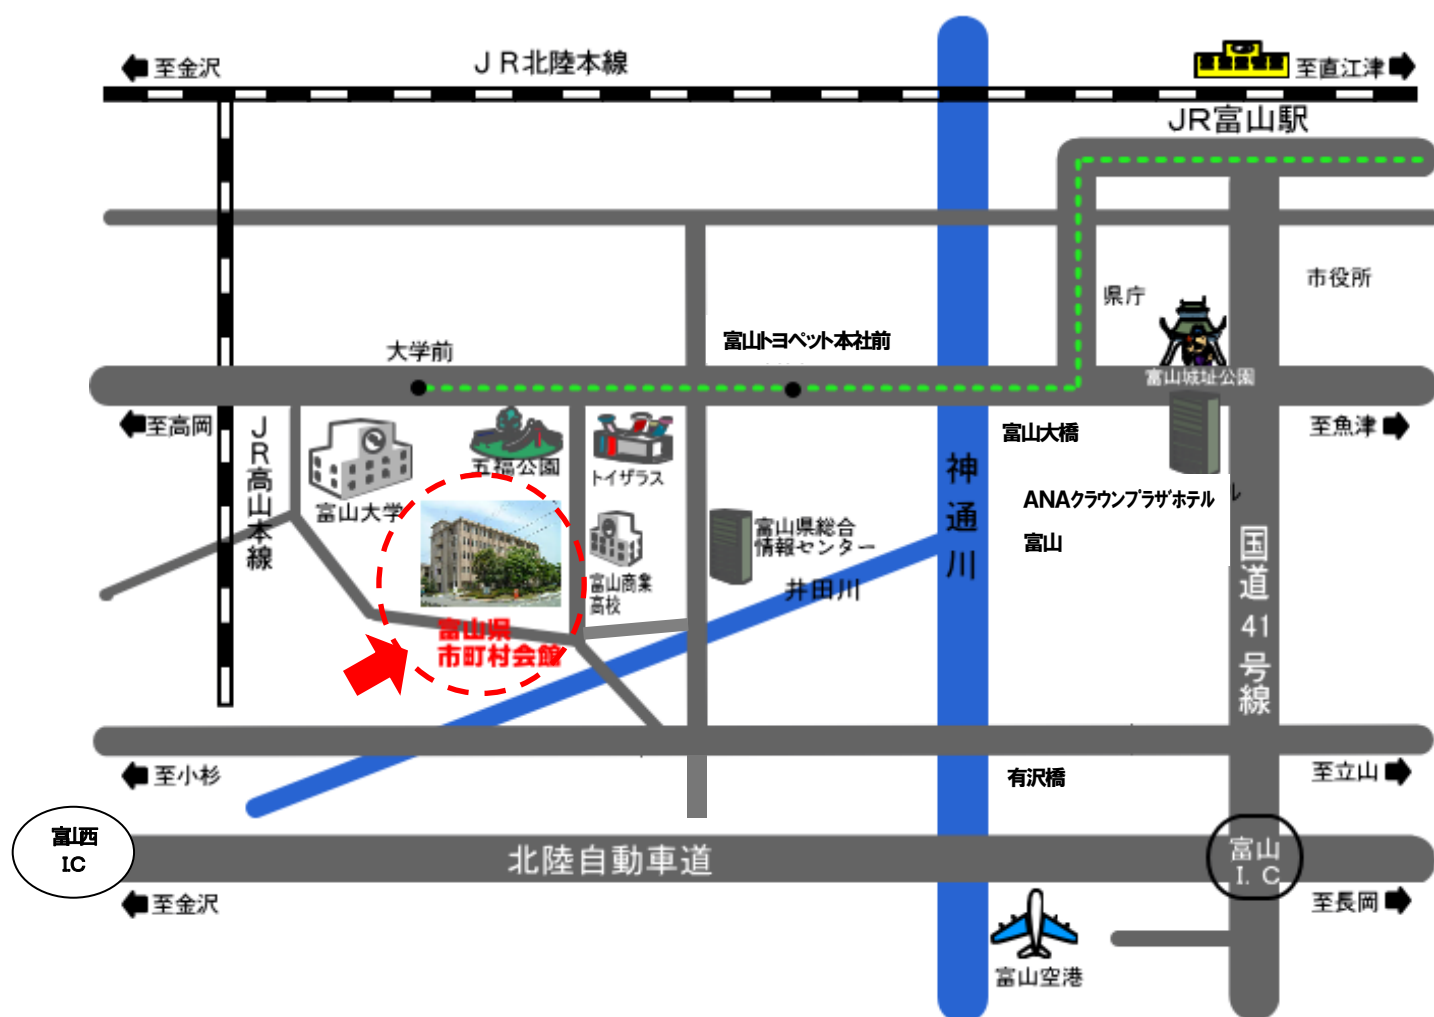 至金沢
JR北陸本線
至直江津
JR富山駅
市役所
県庁
富山トヨペット本社前
大学前
富山城址公園
至高岡
JR高山本線
富山大学
五福公園
トイザラス
富山大橋
至魚津
ANAクラウンプラザホテル
富山
ル
神通川
富山県総合
情報センター
富山商業
高校
井田川
国道41号線
富山県
市町村会館
至小杉
有沢橋
至立山
富山西
IC
北陸自動車道
富山
I.C
至金沢
至長岡
富山空港